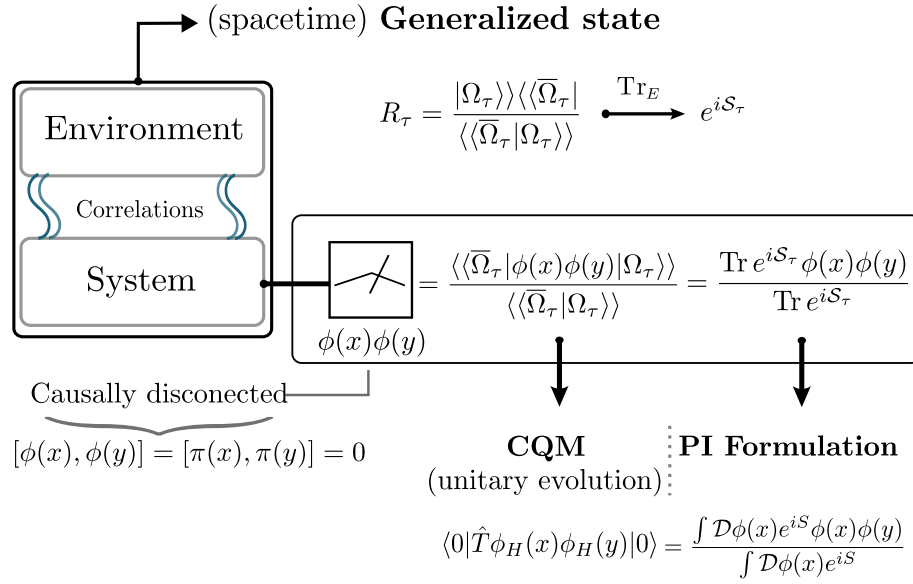 (spacetime) Generalized state
Environment
Correlations
System
R_τ = |Ω_τ⟩⟩⟨⟨Ω̅_τ| / ⟨⟨Ω̅_τ|Ω_τ⟩⟩ Tr_E e^{i𝒮_τ}
ϕ(x)ϕ(y)
= ⟨⟨Ω̅_τ|ϕ(x)ϕ(y)|Ω_τ⟩⟩ / ⟨⟨Ω̅_τ|Ω_τ⟩⟩ = Tr e^{i𝒮_τ} ϕ(x)ϕ(y) / Tr e^{i𝒮_τ}
Causally disconected
[ϕ(x), ϕ(y)] = [π(x), π(y)] = 0
CQM
(unitary evolution)
PI Formulation
⟨0|T̂ϕ_H(x)ϕ_H(y)|0⟩ = ∫ 𝒟ϕ(x)e^{iS}ϕ(x)ϕ(y) / ∫ 𝒟ϕ(x)e^{iS}